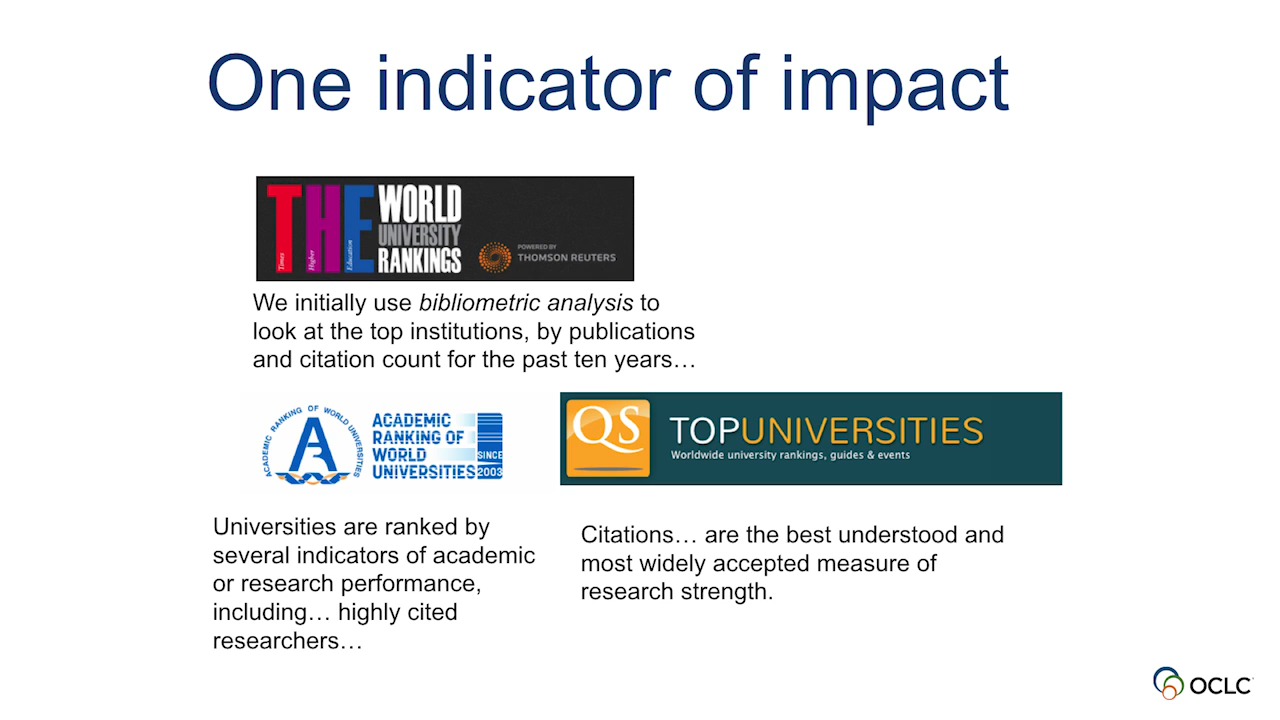 One indicator of impact
THE WORLD UNIVERSITY RANKINGS
Times Higher Education
POWERED BY
THOMSON REUTERS
We initially use bibliometric analysis to
look at the top institutions, by publications
and citation count for the past ten years…
ACADEMIC RANKING OF WORLD UNIVERSITIES
ACADEMIC
RANKING OF
WORLD
UNIVERSITIES
SINCE
2003
QS
TOPUNIVERSITIES
Worldwide university rankings, guides & events
Universities are ranked by
several indicators of academic
or research performance,
including… highly cited
researchers…
Citations… are the best understood and
most widely accepted measure of
research strength.
OCLC